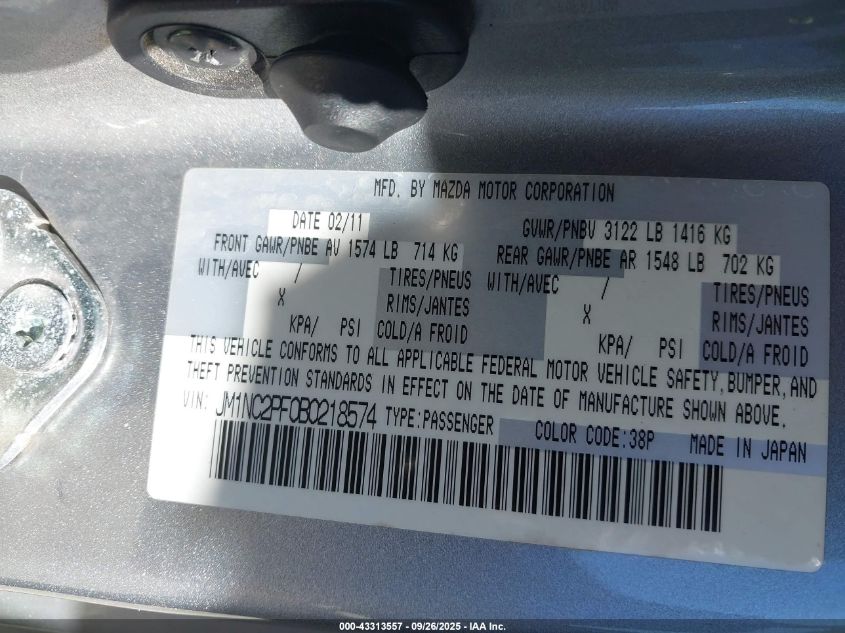 MFD. BY MAZDA MOTOR CORPORATION
DATE 02/11 GVWR/PNBV 3122 LB 1416 KG
FRONT GAWR/PNBE AV 1574 LB 714 KG REAR GAWR/PNBE AR 1548 LB 702 KG
WITH/AVEC / TIRES/PNEUS WITH/AVEC / TIRES/PNEUS
X RIMS/JANTES X RIMS/JANTES
KPA/ PSI COLD/A FROID KPA/ PSI COLD/A FROID
THIS VEHICLE CONFORMS TO ALL APPLICABLE FEDERAL MOTOR VEHICLE SAFETY,BUMPER,AND
THEFT PREVENTION STANDARDS IN EFFECT ON THE DATE OF MANUFACTURE SHOWN ABOVE.
VIN: JM1NC2PF0B0218574 TYPE:PASSENGER COLOR CODE:38P MADE IN JAPAN
000-43313557 - 09/26/2025 - IAA Inc.